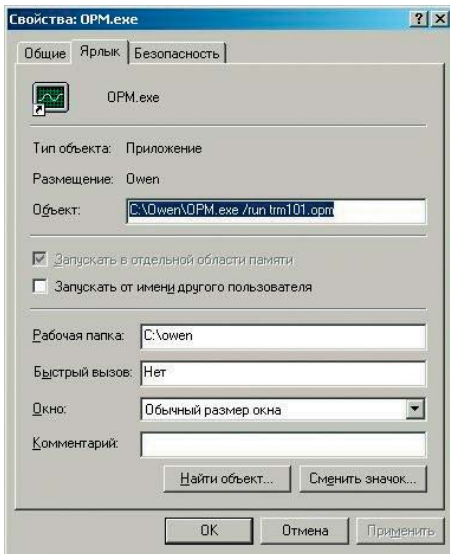 Свойства: OPM.exe
Общие Ярлык Безопасность
OPM.exe
Тип объекта: Приложение
Размещение: Owen
Объект: C:\Owen\OPM.exe /run trm101.opm
Запускать в отдельной области памяти
Запускать от имени другого пользователя
Рабочая папка: C:\owen
Быстрый вызов: Нет
Окно: Обычный размер окна
Комментарий:
Найти объект... Сменить значок...
OK Отмена Применить